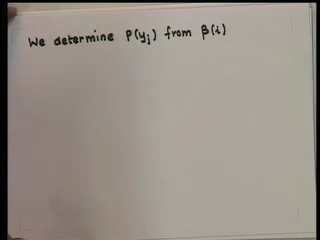 We determine P(yj) from β(i)